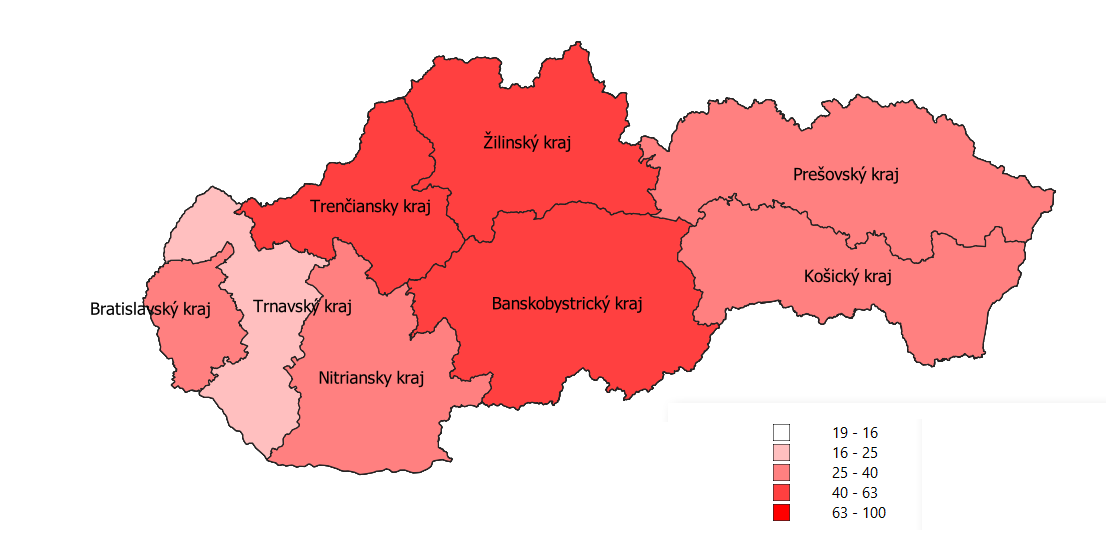 Žilinský kraj
Prešovský kraj
Trenčiansky kraj
Košický kraj
Banskobystrický kraj
Bratislavský kraj
Trnavský kraj
Nitriansky kraj
19 - 16
16 - 25
25 - 40
40 - 63
63 - 100